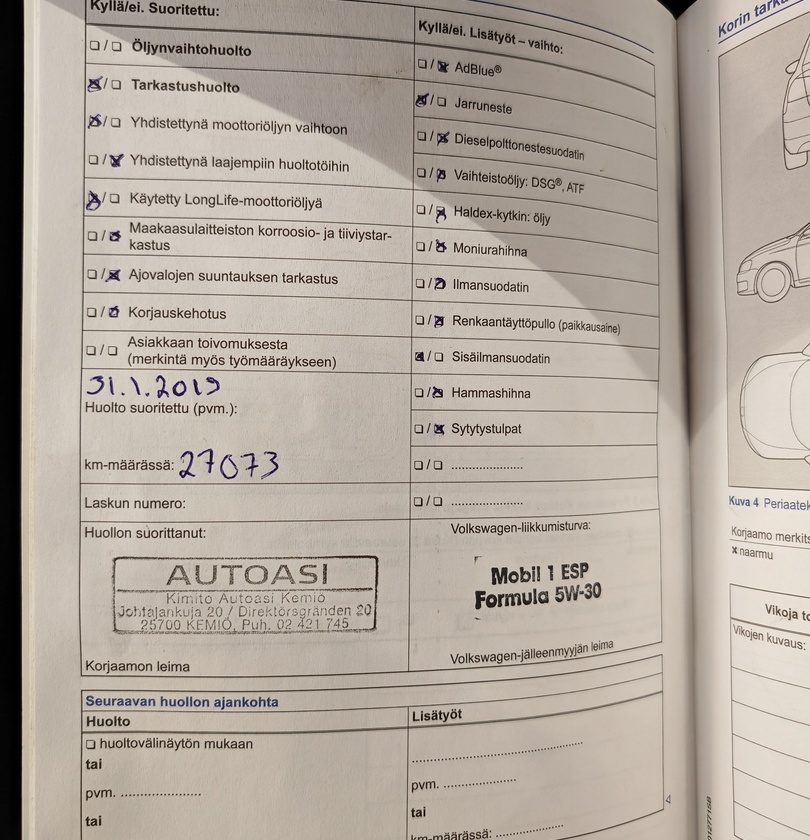 Kyllä/ei. Suoritettu:
☐ / ☐ Öljynvaihtohuolto
☒ / ☐ Tarkastushuolto
☒ / ☐ Yhdistettynä moottoriöljyn vaihtoon
☐ / ☒ Yhdistettynä laajempiin huoltotöihin
☒ / ☐ Käytetty LongLife-moottoriöljyä
☐ / ☒ Maakaasulaitteiston korroosio- ja tiiviystar-
kastus
☐ / ☒ Ajovalojen suuntauksen tarkastus
☐ / ☒ Korjauskehotus
☐ / ☐ Asiakkaan toivomuksesta
(merkintä myös työmääräykseen)
31.1.2019
Huolto suoritettu (pvm.):
km-määrässä: 27073
Laskun numero:
Huollon suorittanut:
AUTOASI
Kimito Autoasi Kemiö
Johtajankuja 20 / Direktörsgränden 20
25700 KEMIÖ, Puh. 02 421 745
Korjaamon leima
Kyllä/ei. Lisätyöt – vaihto:
☐ / ☒ AdBlue®
☒ / ☐ Jarruneste
☐ / ☒ Dieselpolttonestesuodatin
☐ / ☒ Vaihteistoöljy: DSG®, ATF
☐ / ☒ Haldex-kytkin: öljy
☐ / ☒ Moniurahihna
☐ / ☒ Ilmansuodatin
☐ / ☒ Renkaantäyttöpullo (paikkausaine)
☒ / ☐ Sisäilmansuodatin
☐ / ☒ Hammashihna
☐ / ☒ Sytytystulpat
☐ / ☐ ......................
☐ / ☐ ......................
Volkswagen-liikkumisturva:
Mobil 1 ESP
Formula 5W-30
Volkswagen-jälleenmyyjän leima
Seuraavan huollon ajankohta
Huolto
☐ huoltovälinäytön mukaan
tai
pvm. ......................
tai
Lisätyöt
......................
pvm. ......................
tai
km-määrässä: ......................
4
Korin
Kuva 4
Korjaamo
× naarmu
Vikoja
Vikojen kuvaus: